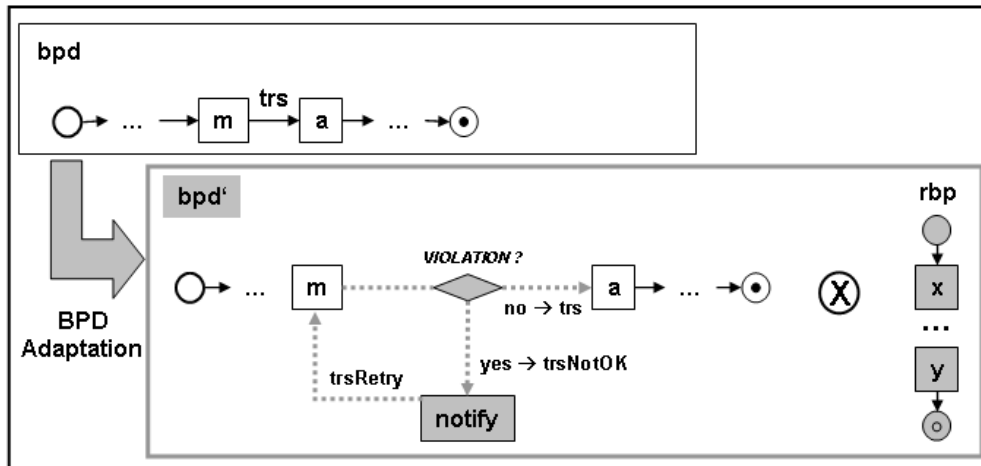 bpd
trs
...
m
a
...
bpd‘
rbp
VIOLATION ?
...
m
a
...
X
x
no → trs
...
BPD
Adaptation
yes → trsNotOK
trsRetry
y
notify